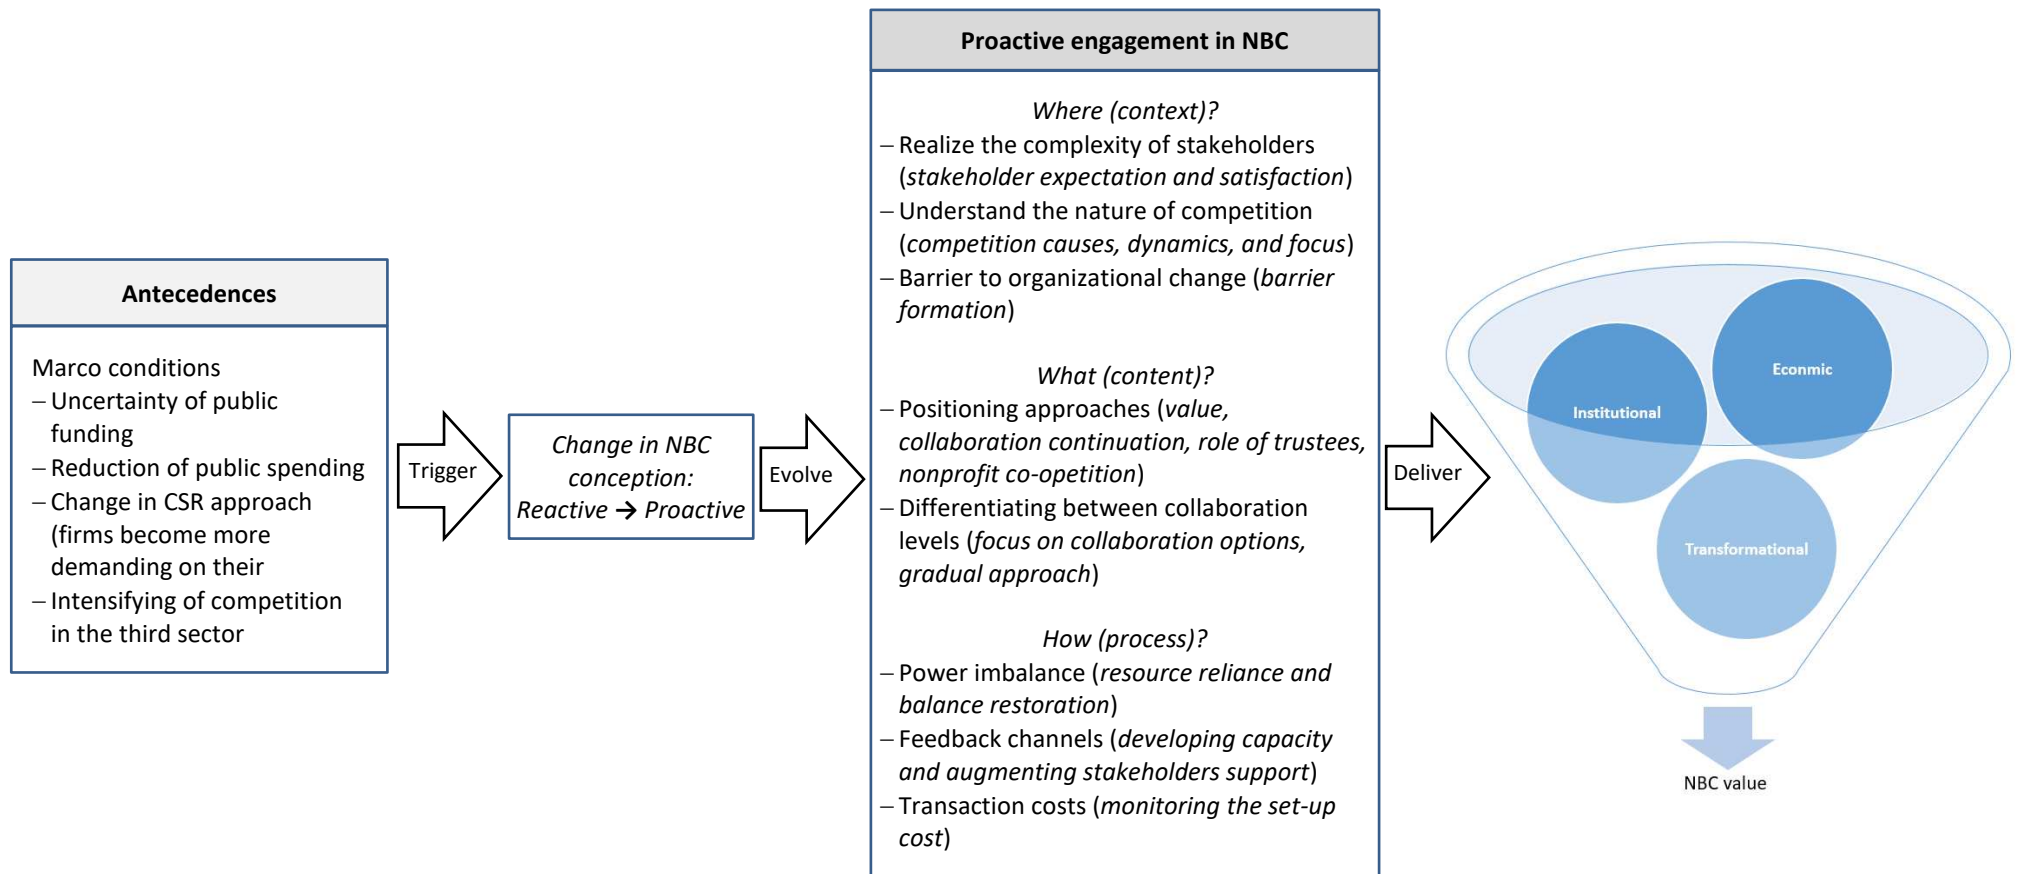 Antecedences
Marco conditions
– Uncertainty of public
funding
– Reduction of public spending
– Change in CSR approach
(firms become more
demanding on their
– Intensifying of competition
in the third sector
Trigger
Change in NBC
conception:
Reactive → Proactive
Evolve
Proactive engagement in NBC
Where (context)?
– Realize the complexity of stakeholders
(stakeholder expectation and satisfaction)
– Understand the nature of competition
(competition causes, dynamics, and focus)
– Barrier to organizational change (barrier
formation)
What (content)?
– Positioning approaches (value,
collaboration continuation, role of trustees,
nonprofit co-opetition)
– Differentiating between collaboration
levels (focus on collaboration options,
gradual approach)
How (process)?
– Power imbalance (resource reliance and
balance restoration)
– Feedback channels (developing capacity
and augmenting stakeholders support)
– Transaction costs (monitoring the set-up
cost)
Deliver
Econmic
Institutional
Transformational
NBC value